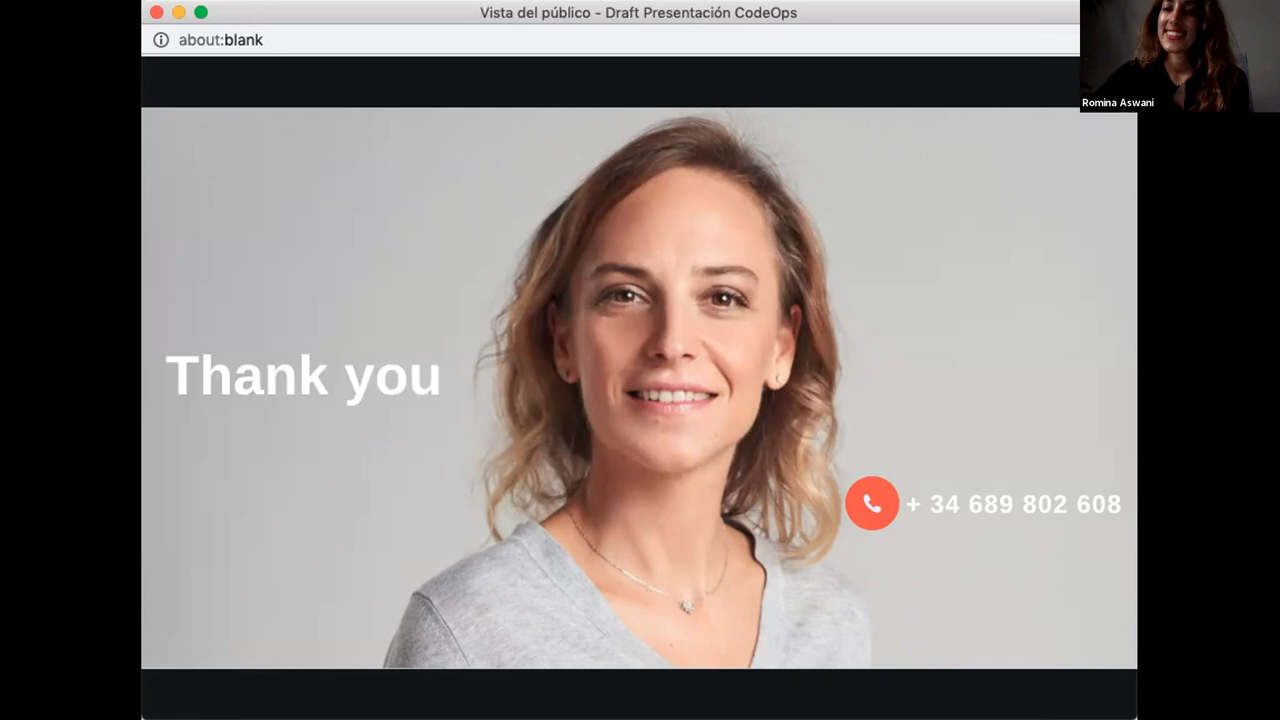 Vista del público - Draft Presentación CodeOps
about:blank
Romina Aswani
Thank you
+ 34 689 802 608